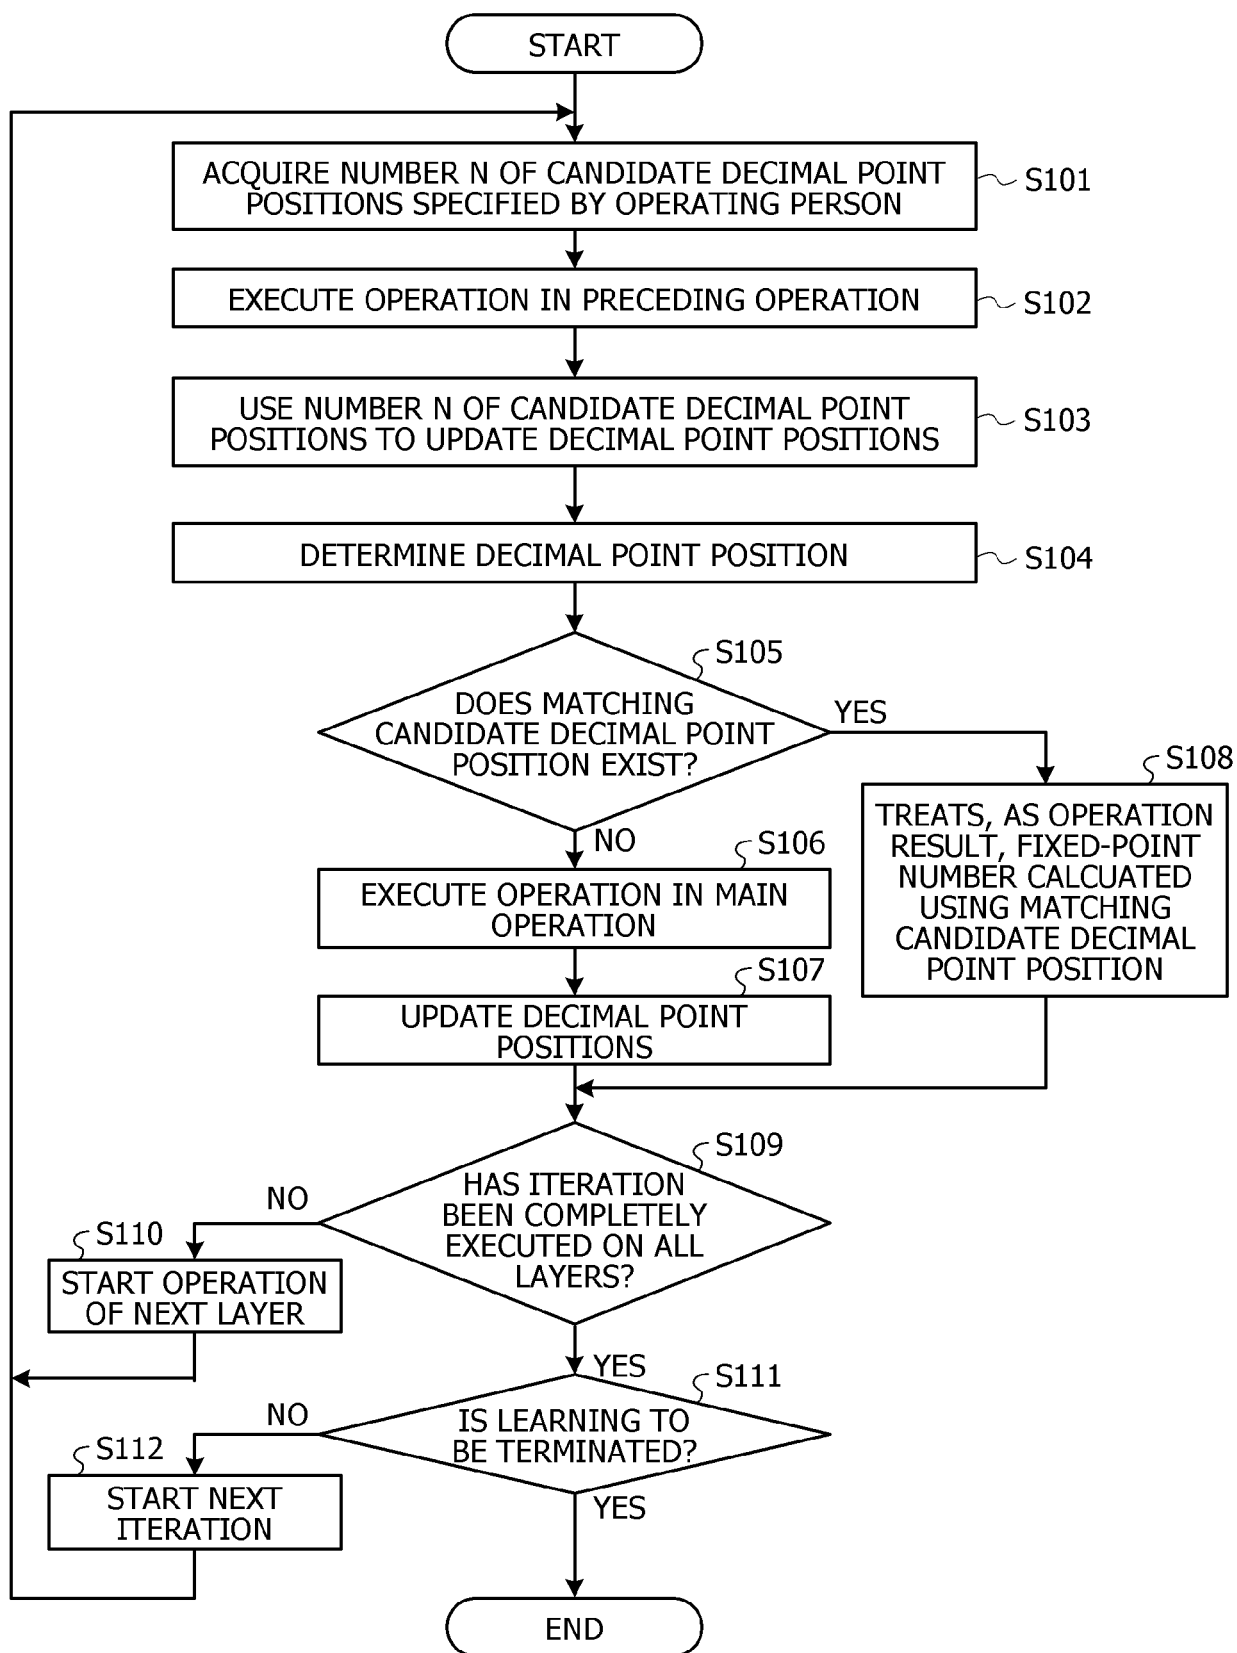 START
ACQUIRE NUMBER N OF CANDIDATE DECIMAL POINT
POSITIONS SPECIFIED BY OPERATING PERSON
S101
EXECUTE OPERATION IN PRECEDING OPERATION
S102
USE NUMBER N OF CANDIDATE DECIMAL POINT
POSITIONS TO UPDATE DECIMAL POINT POSITIONS
S103
DETERMINE DECIMAL POINT POSITION
S104
S105
DOES MATCHING
CANDIDATE DECIMAL POINT
POSITION EXIST?
YES
NO
S108
TREATS, AS OPERATION
RESULT, FIXED-POINT
NUMBER CALCUATED
USING MATCHING
CANDIDATE DECIMAL
POINT POSITION
S106
EXECUTE OPERATION IN MAIN
OPERATION
S107
UPDATE DECIMAL POINT
POSITIONS
S109
HAS ITERATION
BEEN COMPLETELY
EXECUTED ON ALL
LAYERS?
NO
S110
START OPERATION
OF NEXT LAYER
YES
S111
IS LEARNING TO
BE TERMINATED?
NO
S112
START NEXT
ITERATION
YES
END